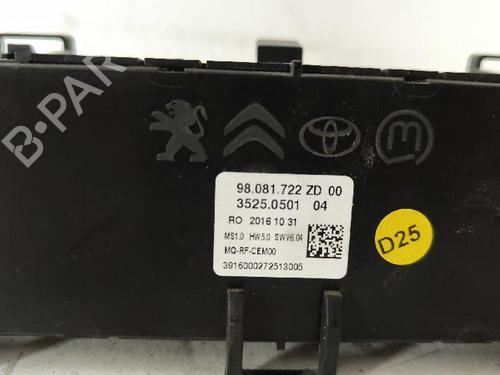 B-PARTS
98.081.722 ZD 00
3525.0501 04
RO 2016 10 31
MS1.0 HW5.0 SWV6.04
MQ-RF-CEM00
3916000272513005
D25